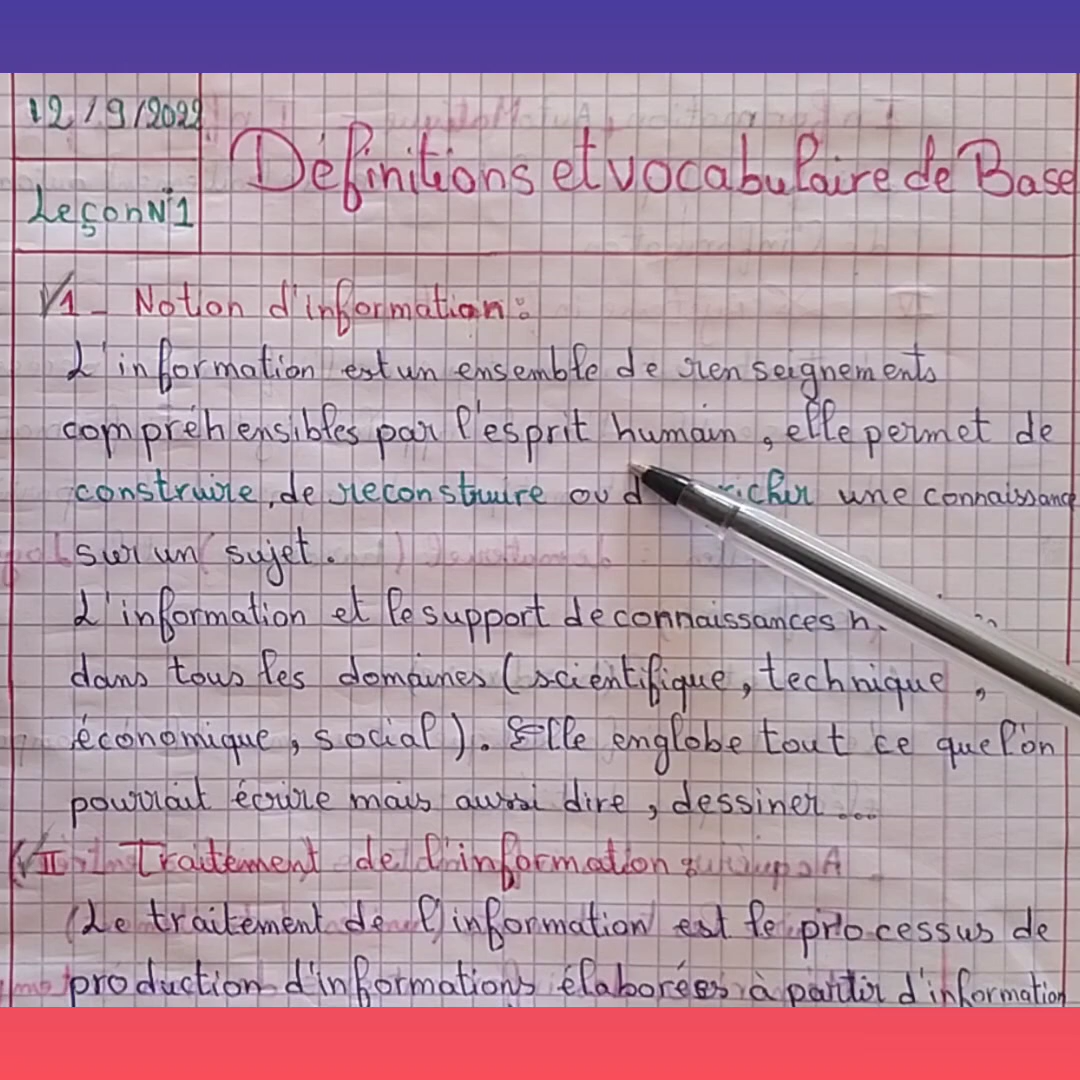 12/9/2022
Leçon N°1
Définitions et vocabulaire de Base
1- Notion d'information :
L'information est un ensemble de renseignements
compréhensibles par l'esprit humain, elle permet de
construire, de reconstruire ou une connaissance
sur un sujet.
L'information et le support de connaissances
dans tous les domaines (scientifique, technique,
économique, social). Elle englobe tout ce que l'on
pourrait écrire mais aussi dire, dessiner....
II- Traitement de l'information
Le traitement de l'information est le processus de
production d'informations élaborées à partir d'information